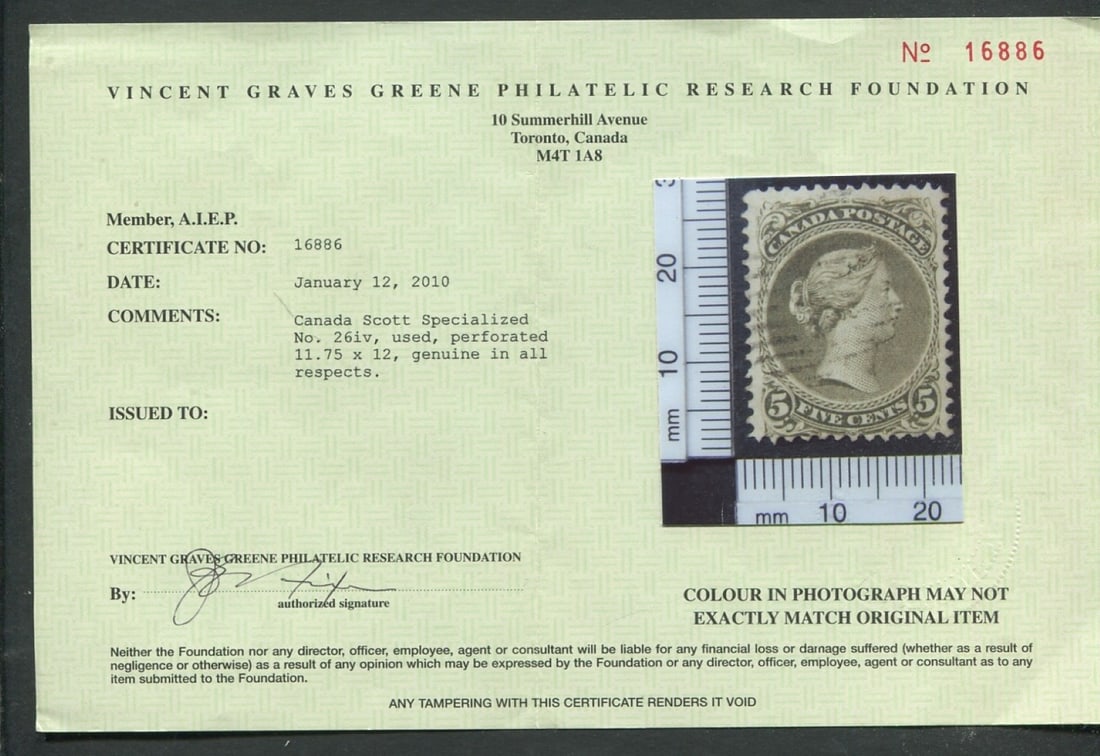 Nº 16886
VINCENT GRAVES GREENE PHILATELIC RESEARCH FOUNDATION
10 Summerhill Avenue
Toronto, Canada
M4T 1A8
Member, A.I.E.P.
CERTIFICATE NO: 16886
DATE: January 12, 2010
COMMENTS: Canada Scott Specialized
No. 26iv, used, perforated
11.75 x 12, genuine in all
respects.
ISSUED TO:
20
10
mm
CANADA POSTAGE
5 FIVE CENTS 5
mm 10 20
VINCENT GRAVES GREENE PHILATELIC RESEARCH FOUNDATION
By:
authorized signature
COLOUR IN PHOTOGRAPH MAY NOT
EXACTLY MATCH ORIGINAL ITEM
Neither the Foundation nor any director, officer, employee, agent or consultant will be liable for any financial loss or damage suffered (whether as a result of
negligence or otherwise) as a result of any opinion which may be expressed by the Foundation or any director, officer, employee, agent or consultant as to any
item submitted to the Foundation.
ANY TAMPERING WITH THIS CERTIFICATE RENDERS IT VOID